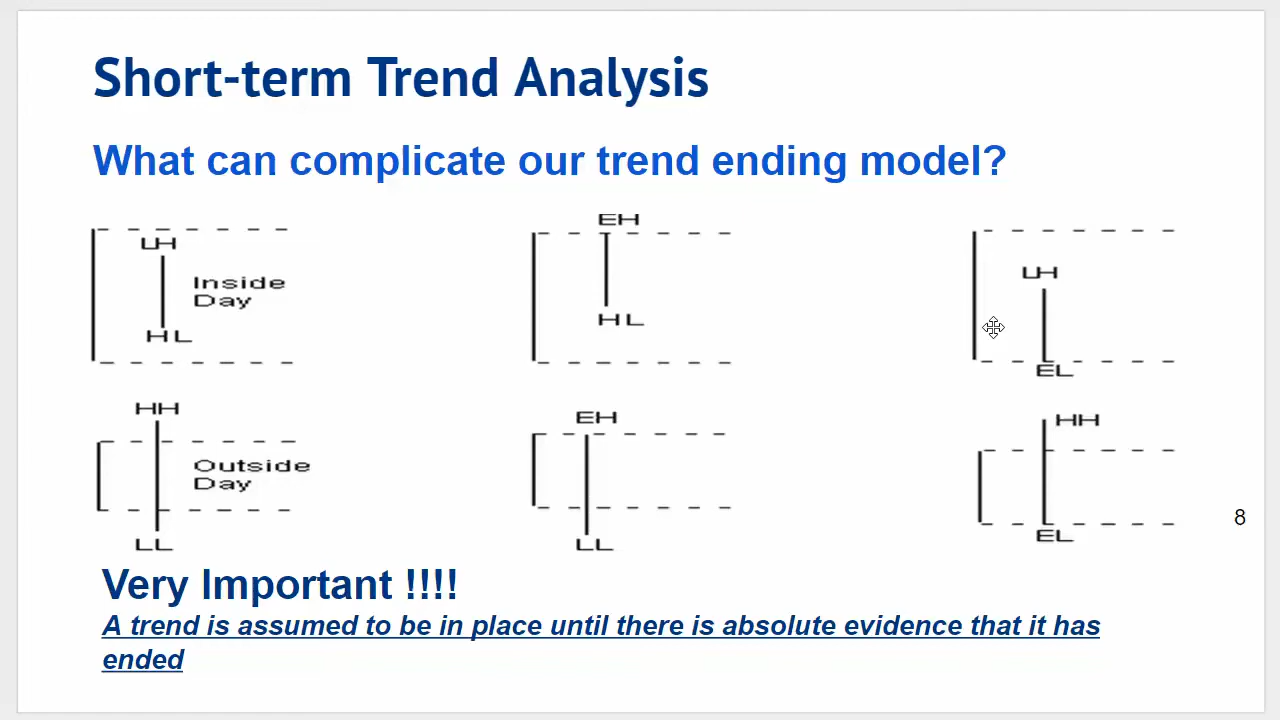 Short-term Trend Analysis
What can complicate our trend ending model?
LH
Inside
Day
HL
EH
HL
LH
EL
HH
Outside
Day
LL
EH
LL
HH
EL
8
Very Important !!!!
A trend is assumed to be in place until there is absolute evidence that it has
ended